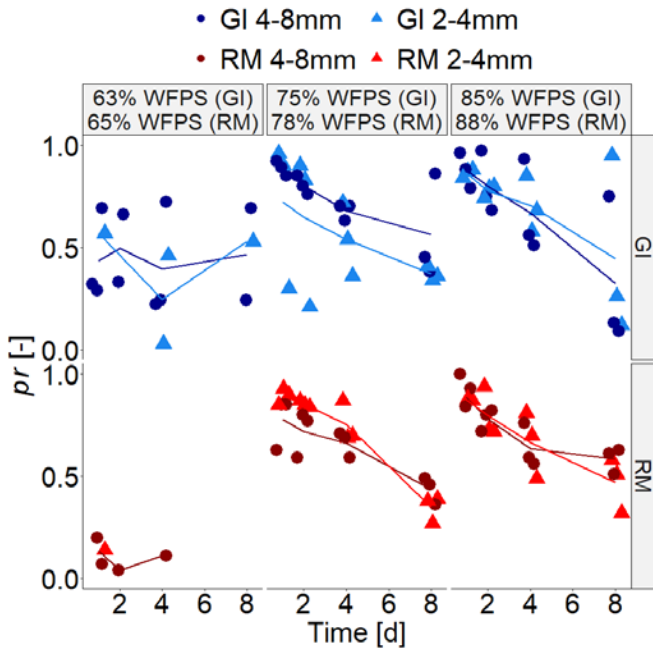 GI 4-8mm GI 2-4mm
RM 4-8mm RM 2-4mm
63% WFPS (GI) 75% WFPS (GI) 85% WFPS (GI)
65% WFPS (RM) 78% WFPS (RM) 88% WFPS (RM)
1.0
0.5
0.0
GI
pr [-]
1.0
0.5
0.0
RM
2 4 6 8 2 4 6 8 2 4 6 8
Time [d]